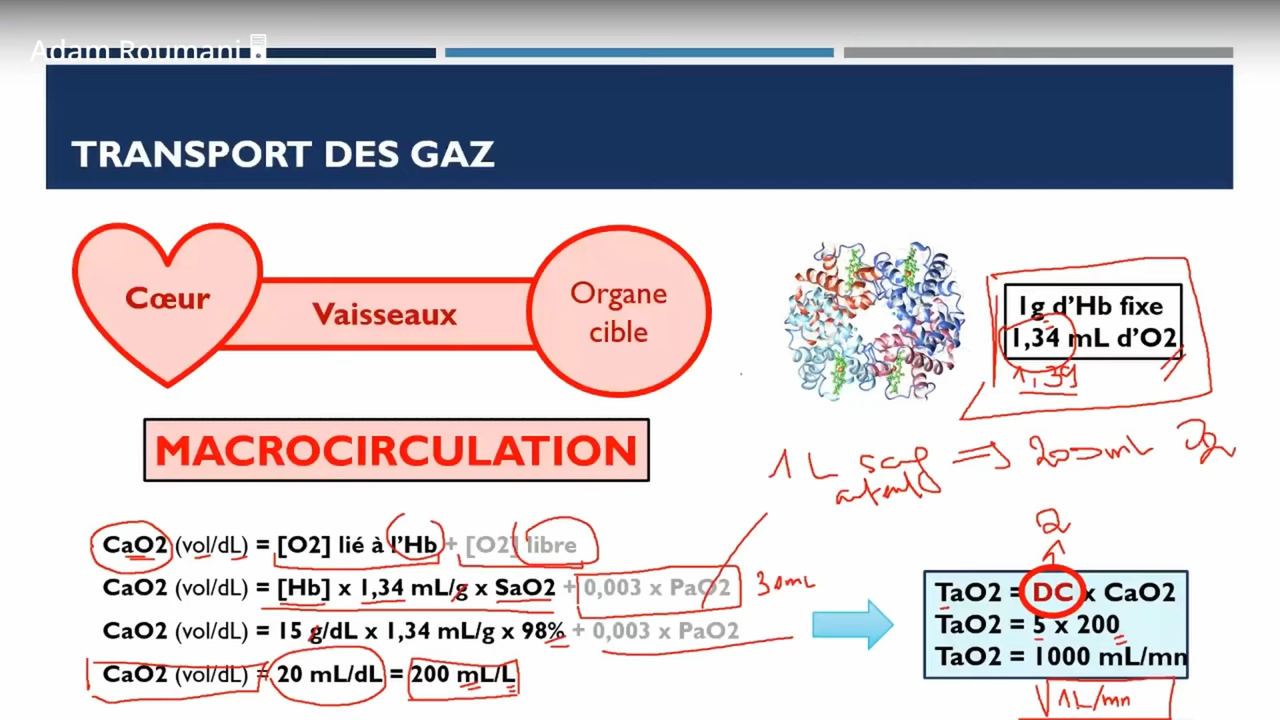 Adam Roumani
TRANSPORT DES GAZ
Cœur
Vaisseaux
Organe
cible
1g d'Hb fixe
1,34 mL d'O2
1,39
MACROCIRCULATION
1 L sang => 200 mL O2
CaO2 (vol/dL) = [O2] lié à l'Hb + [O2] libre
CaO2 (vol/dL) = [Hb] x 1,34 mL/g x SaO2 + 0,003 x PaO2
CaO2 (vol/dL) = 15 g/dL x 1,34 mL/g x 98% + 0,003 x PaO2
CaO2 (vol/dL) = 20 mL/dL = 200 mL/L
TaO2 = DC x CaO2
TaO2 = 5 x 200
TaO2 = 1000 mL/mn
1L/mn